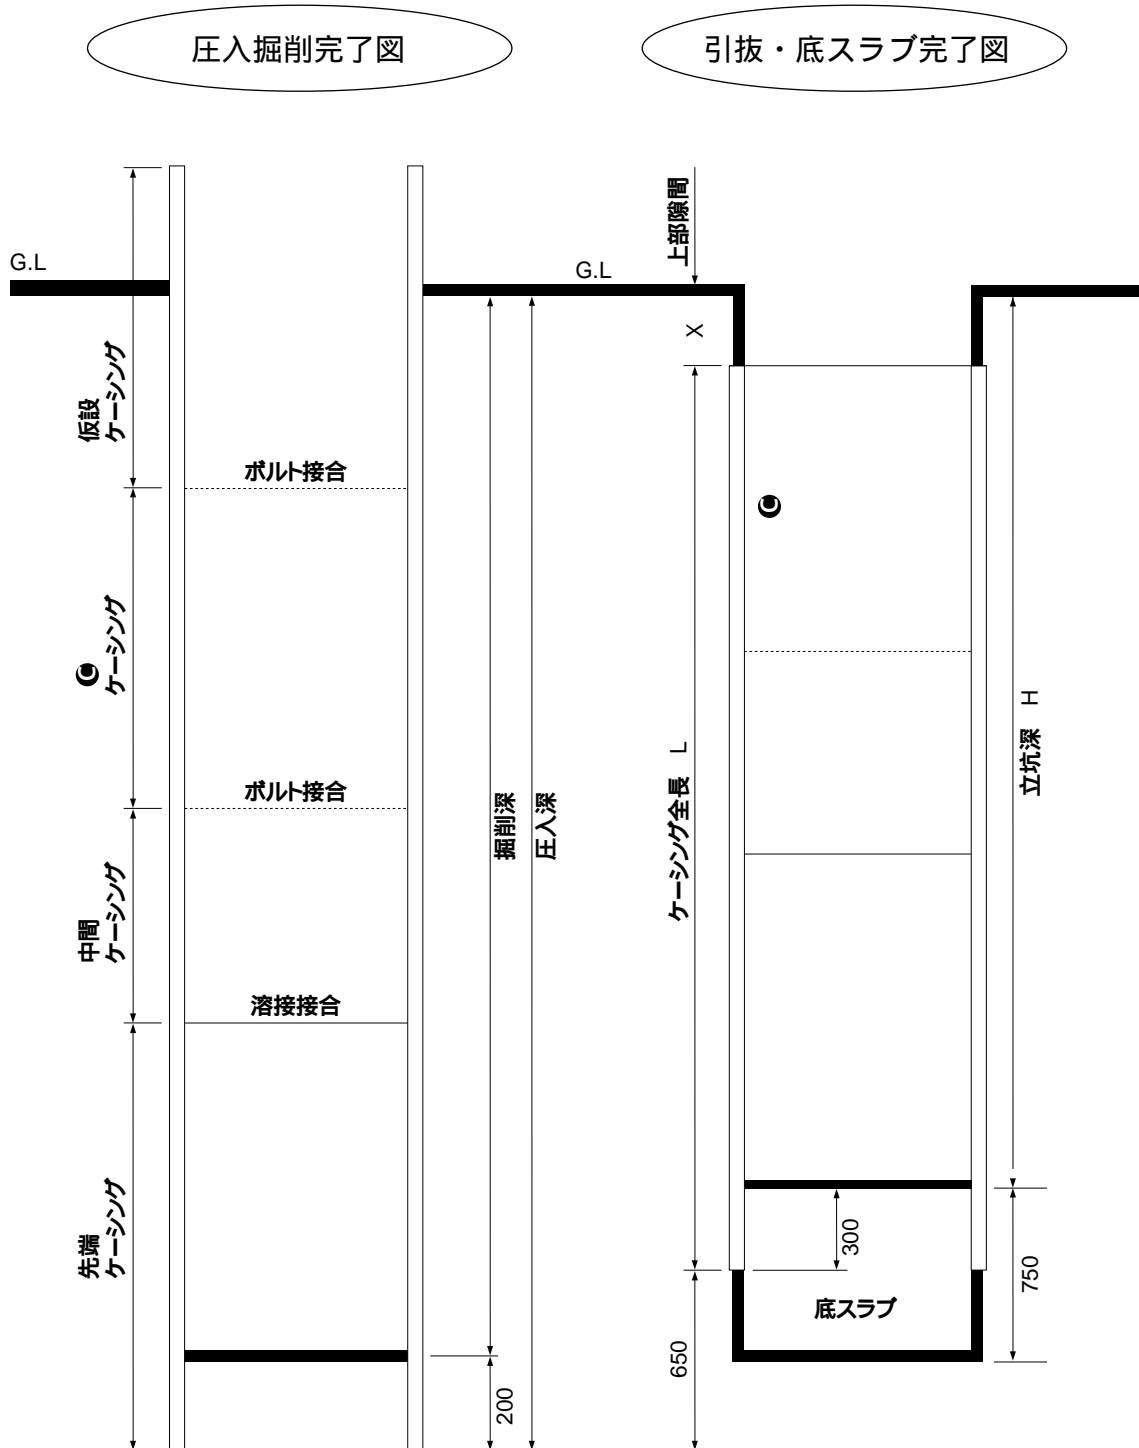 圧入掘削完了図
引抜・底スラブ完了図
G.L
仮設
ケーシング
ボルト接合
C
ケーシング
ボルト接合
中間
ケーシング
溶接接合
先端
ケーシング
掘削深
200
圧入深
G.L
上部隙間
X
C
ケーシング全長 L
立坑深 H
300
底スラブ
650
750